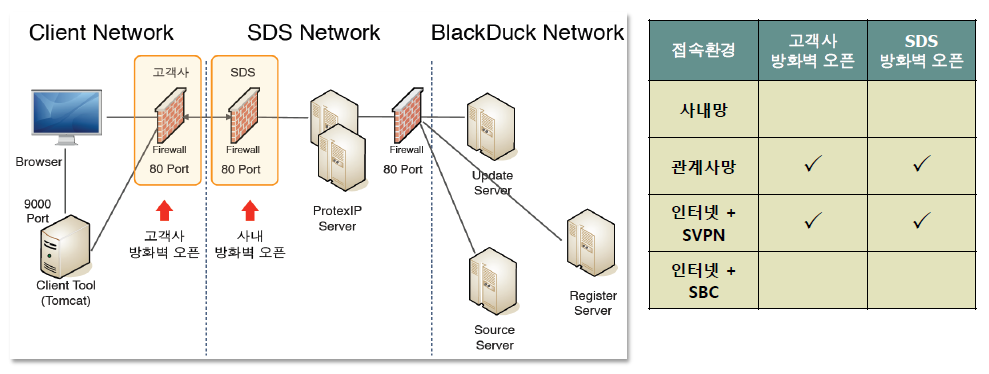 Client Network
SDS Network
BlackDuck Network
고객사
SDS
Firewall
80 Port
Firewall
80 Port
Firewall
80 Port
Browser
9000
Port
Client Tool
(Tomcat)
고객사
방화벽 오픈
사내
방화벽 오픈
ProtexIP
Server
Update
Server
Register
Server
Source
Server
접속환경
고객사
방화벽 오픈
SDS
방화벽 오픈
사내망
관계사망
✓
✓
인터넷 +
SVPN
✓
✓
인터넷 +
SBC